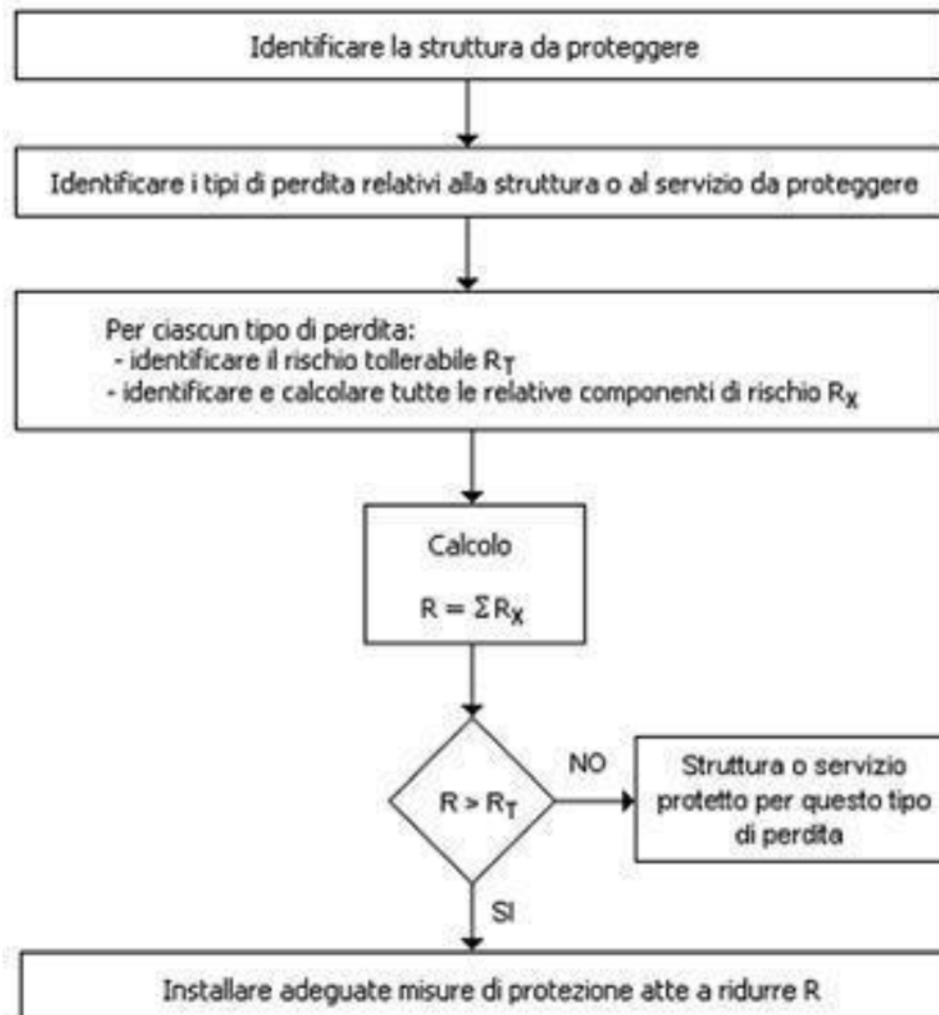 Identificare la struttura da proteggere
Identificare i tipi di perdita relativi alla struttura o al servizio da proteggere
Per ciascun tipo di perdita:
- identificare il rischio tollerabile RT
- identificare e calcolare tutte le relative componenti di rischio RX
Calcolo
R = ΣRX
R > RT
NO
Struttura o servizio
protetto per questo tipo
di perdita
SI
Installare adeguate misure di protezione atte a ridurre R